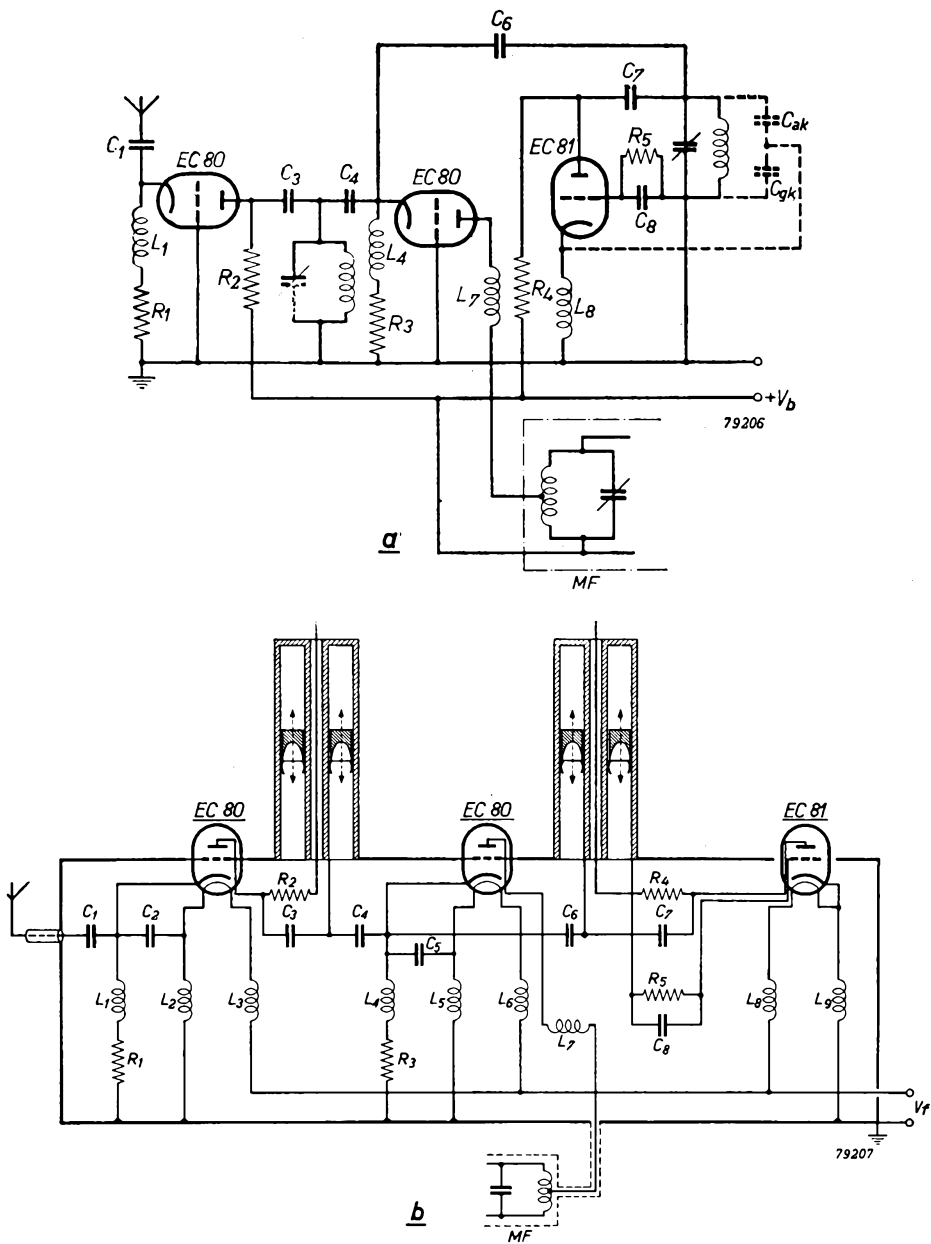 C6
C7
Cak
C1
EC 80
C3
C4
EC 80
EC 81
R5
C8
Cgk
L1
R2
L4
R1
R3
L7
R4
L8
+Vb
79206
a
MF
EC 80
EC 80
EC 81
R2
R4
C1
C2
C3
C4
C6
C7
C5
R5
L1
L2
L3
L4
L5
L6
L8
L9
C8
L7
R1
R3
Vf
79207
b
MF